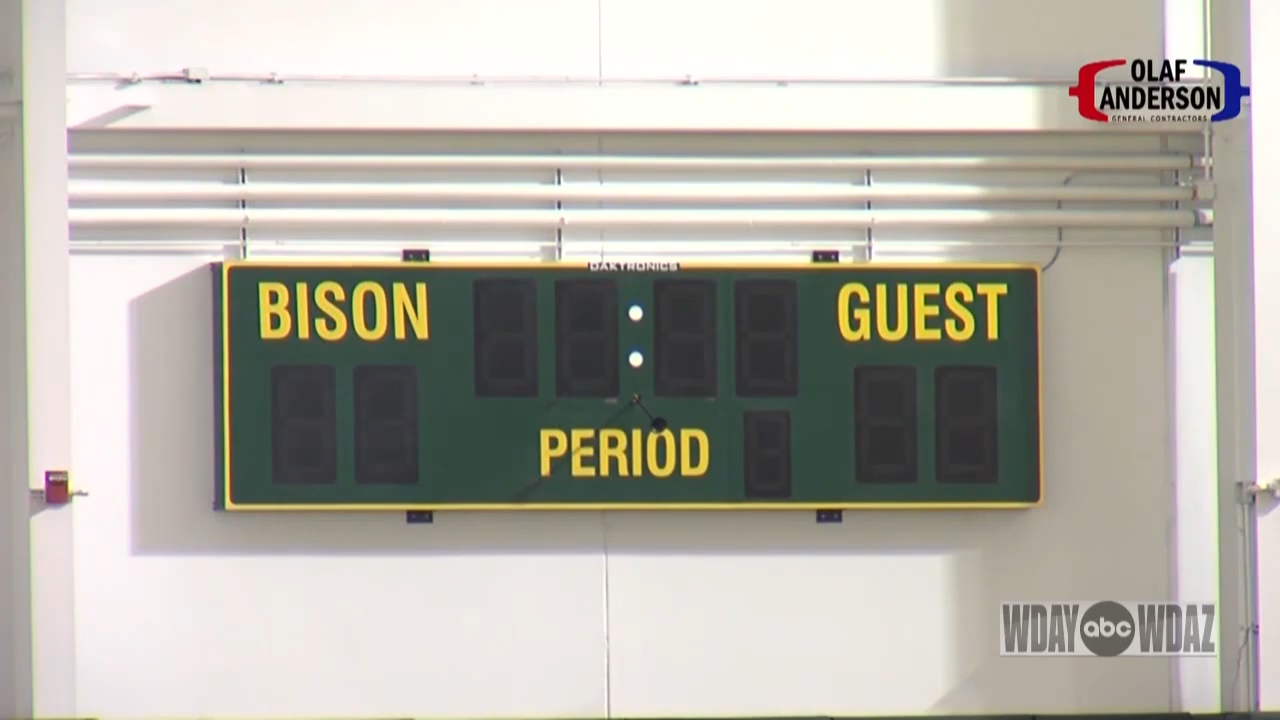 OLAF
ANDERSON
GENERAL CONTRACTORS
DAKTRONICS
BISON
GUEST
PERIOD
WDAY abc WDAZ